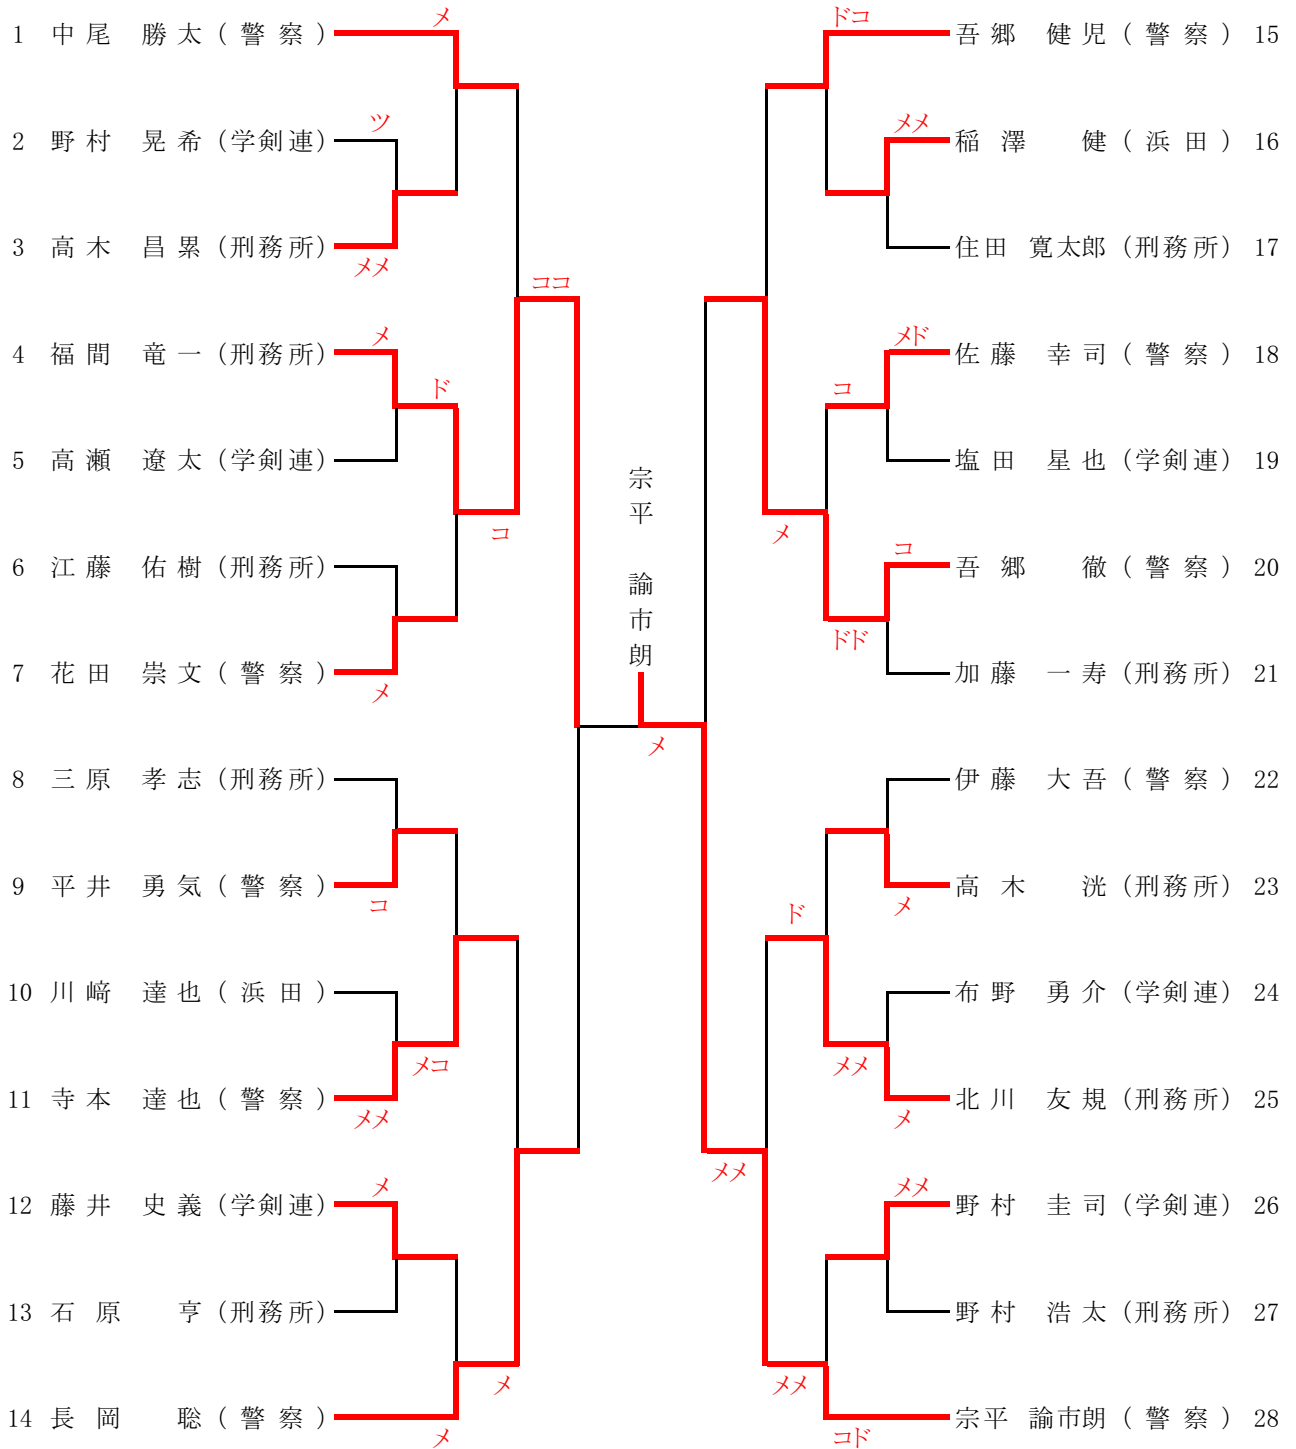 メ
1 中尾 勝太(警察)
ツ
2 野村 晃希(学剣連)
3 高木 昌累(刑務所)
メメ
ココ
メ
4 福間 竜一(刑務所)
ド
5 高瀬 遼太(学剣連)
コ
6 江藤 佑樹(刑務所)
7 花田 崇文(警察)
メ
8 三原 孝志(刑務所)
9 平井 勇気(警察)
コ
10 川﨑 達也(浜田)
メコ
11 寺本 達也(警察)
メメ
メ
12 藤井 史義(学剣連)
13 石原 亨(刑務所)
メ
14 長岡 聡(警察)
メ
宗平 諭市朗
メ
ドコ
吾郷 健児(警察) 15
メメ
稲澤 健(浜田) 16
住田 寛太郎(刑務所) 17
メド
佐藤 幸司(警察) 18
コ
塩田 星也(学剣連) 19
メ
コ
吾郷 徹(警察) 20
ドド
加藤 一寿(刑務所) 21
伊藤 大吾(警察) 22
高木 洸(刑務所) 23
メ
ド
布野 勇介(学剣連) 24
メメ
北川 友規(刑務所) 25
メ
メメ
メメ
野村 圭司(学剣連) 26
野村 浩太(刑務所) 27
メメ
宗平 諭市朗(警察) 28
コド